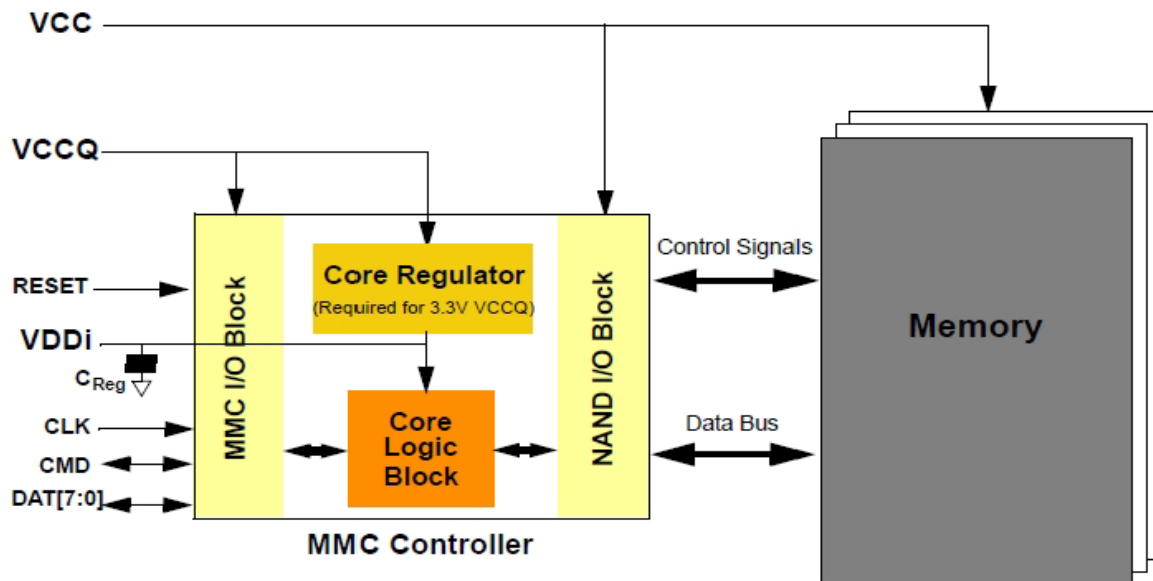 VCC
VCCQ
RESET
VDDi
CReg
CLK
CMD
DAT[7:0]
MMC I/O Block
Core Regulator
(Required for 3.3V VCCQ)
Core
Logic
Block
NAND I/O Block
MMC Controller
Control Signals
Data Bus
Memory